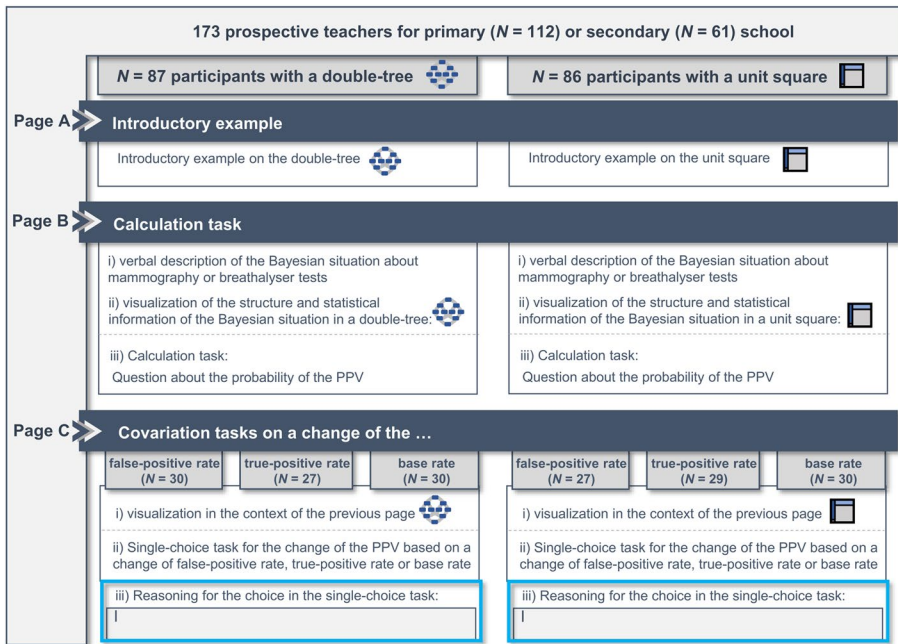 173 prospective teachers for primary (N = 112) or secondary (N = 61) school
N = 87 participants with a double-tree
N = 86 participants with a unit square
Page A
Introductory example
Introductory example on the double-tree
Introductory example on the unit square
Page B
Calculation task
i) verbal description of the Bayesian situation about
mammography or breathalyser tests
ii) visualization of the structure and statistical
information of the Bayesian situation in a double-tree:
iii) Calculation task:
Question about the probability of the PPV
i) verbal description of the Bayesian situation about
mammography or breathalyser tests
ii) visualization of the structure and statistical
information of the Bayesian situation in a unit square:
iii) Calculation task:
Question about the probability of the PPV
Page C
Covariation tasks on a change of the …
false-positive rate
(N = 30)
true-positive rate
(N = 27)
base rate
(N = 30)
i) visualization in the context of the previous page
ii) Single-choice task for the change of the PPV based on a
change of false-positive rate, true-positive rate or base rate
iii) Reasoning for the choice in the single-choice task:
false-positive rate
(N = 27)
true-positive rate
(N = 29)
base rate
(N = 30)
i) visualization in the context of the previous page
ii) Single-choice task for the change of the PPV based on a
change of false-positive rate, true-positive rate or base rate
iii) Reasoning for the choice in the single-choice task: